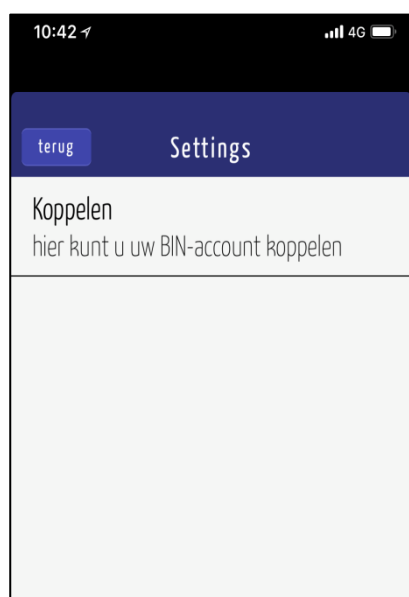 10:42
4G
terug
Settings
Koppelen
hier kunt u uw BIN-account koppelen